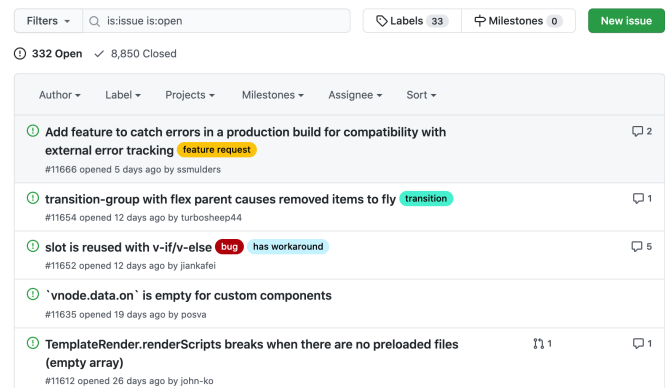 Filters
is:issue is:open
Labels 33
Milestones 0
New issue
332 Open 8,850 Closed
Author Label Projects Milestones Assignee Sort
Add feature to catch errors in a production build for compatibility with
external error tracking feature request
2
#11666 opened 5 days ago by ssmulders
transition-group with flex parent causes removed items to fly transition
1
#11654 opened 12 days ago by turbosheep44
slot is reused with v-if/v-else bug has workaround
5
#11652 opened 12 days ago by jiankafei
`vnode.data.on` is empty for custom components
#11635 opened 19 days ago by posva
TemplateRender.renderScripts breaks when there are no preloaded files
(empty array)
1
1
#11612 opened 26 days ago by john-ko